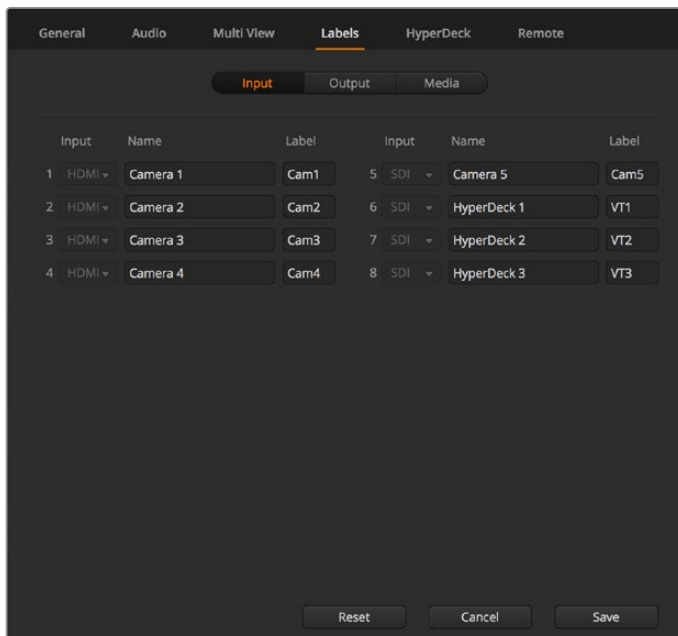 General Audio Multi View Labels HyperDeck Remote
Input Output Media
Input Name Label Input Name Label
1 HDMI Camera 1 Cam1 5 SDI Camera 5 Cam5
2 HDMI Camera 2 Cam2 6 SDI HyperDeck 1 VT1
3 HDMI Camera 3 Cam3 7 SDI HyperDeck 2 VT2
4 HDMI Camera 4 Cam4 8 SDI HyperDeck 3 VT3
Reset Cancel Save